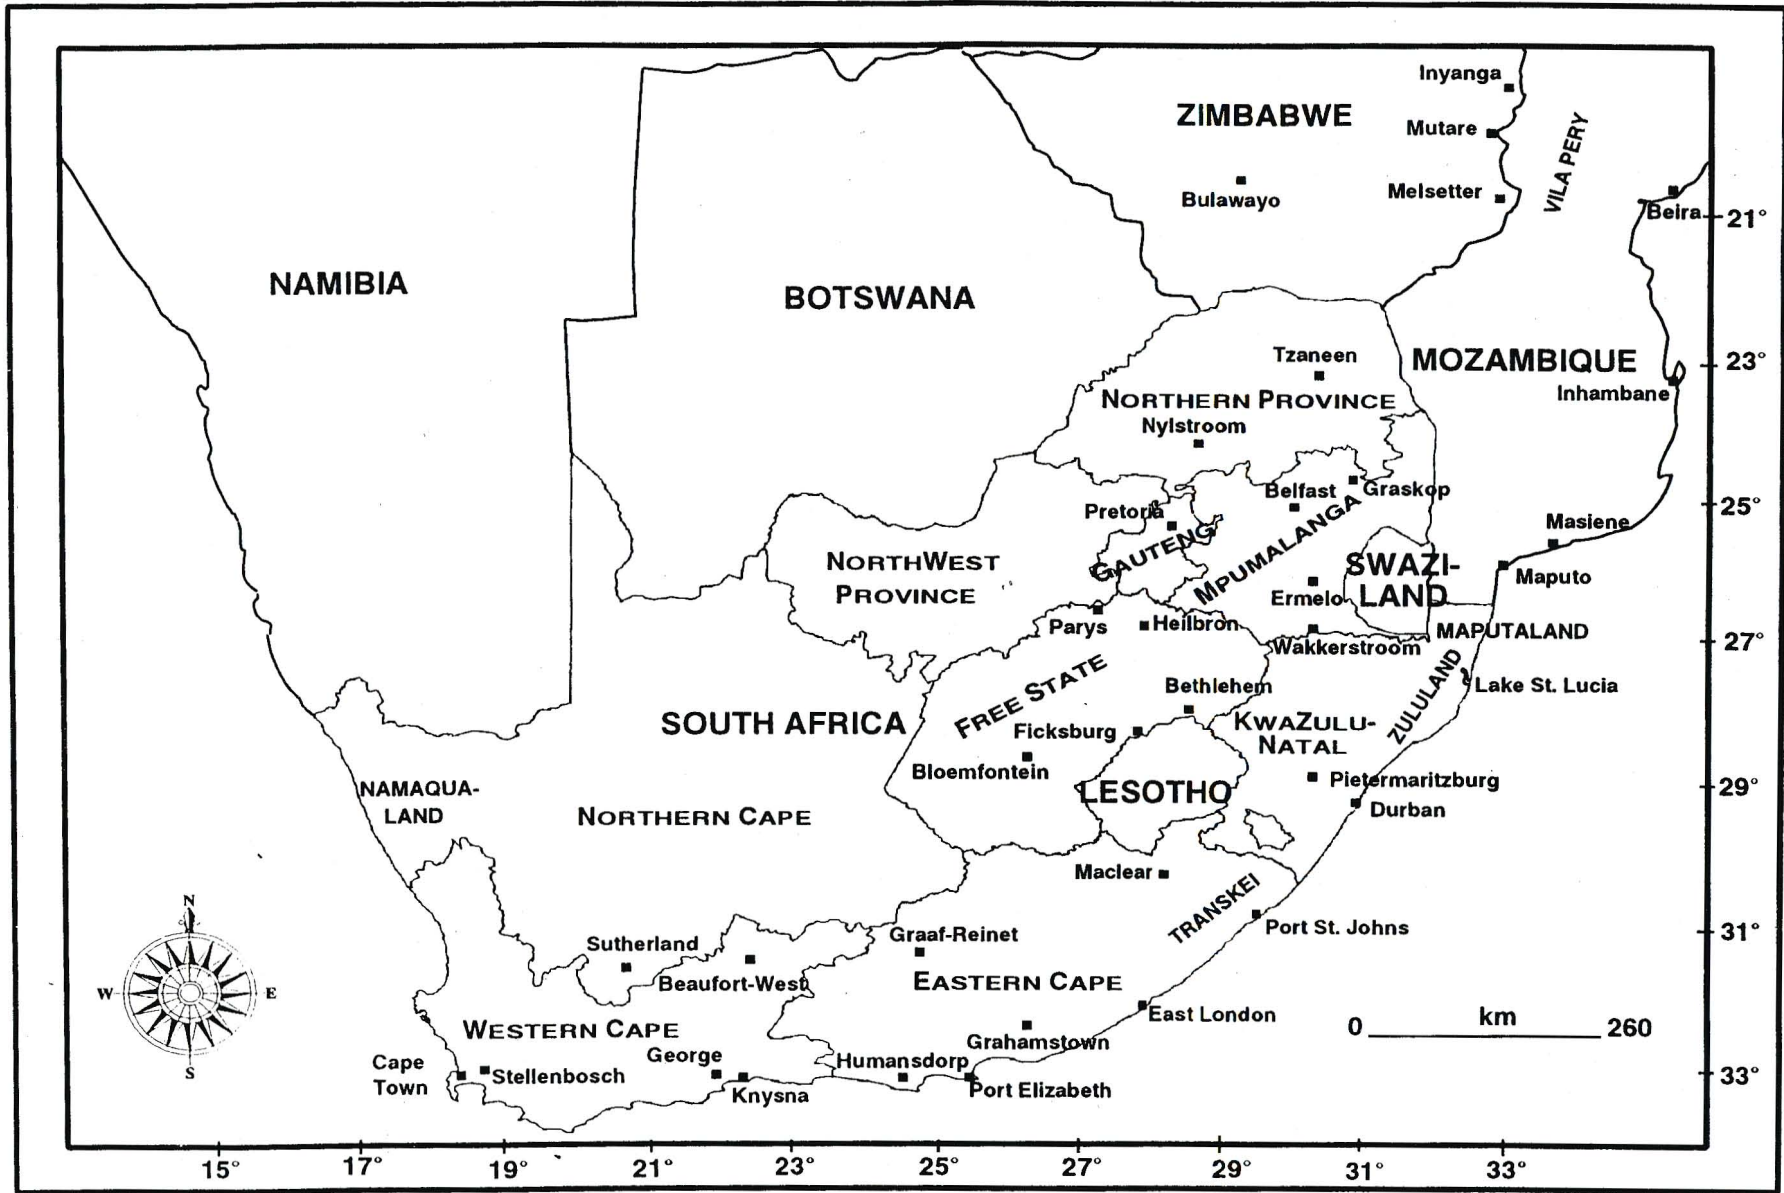 Inyanga
ZIMBABWE
Mutare
VILA PERY
Bulawayo
Melsetter
Beira
21°
NAMIBIA
BOTSWANA
Tzaneen
MOZAMBIQUE
23°
Inhambane
NORTHERN PROVINCE
Nylstroom
Belfast
Graskop
Pretoria
25°
Masiene
GAUTENG
MPUMALANGA
NORTHWEST
PROVINCE
SWAZI-
LAND
Maputo
Ermelo
Parys
Heilbron
MAPUTALAND
27°
Wakkerstroom
FREE STATE
Bethlehem
ZULULAND
Lake St. Lucia
SOUTH AFRICA
KWAZULU-
NATAL
Ficksburg
Bloemfontein
Pietermaritzburg
29°
NAMAQUA-
LAND
LESOTHO
Durban
NORTHERN CAPE
Maclear
TRANSKEI
N
Port St. Johns
31°
Graaf-Reinet
Sutherland
Beaufort-West
EASTERN CAPE
W
E
East London
0
km
260
WESTERN CAPE
Grahamstown
George
Humansdorp
Cape
Town
Stellenbosch
S
33°
Knysna
Port Elizabeth
15°
17°
19°
21°
23°
25°
27°
29°
31°
33°